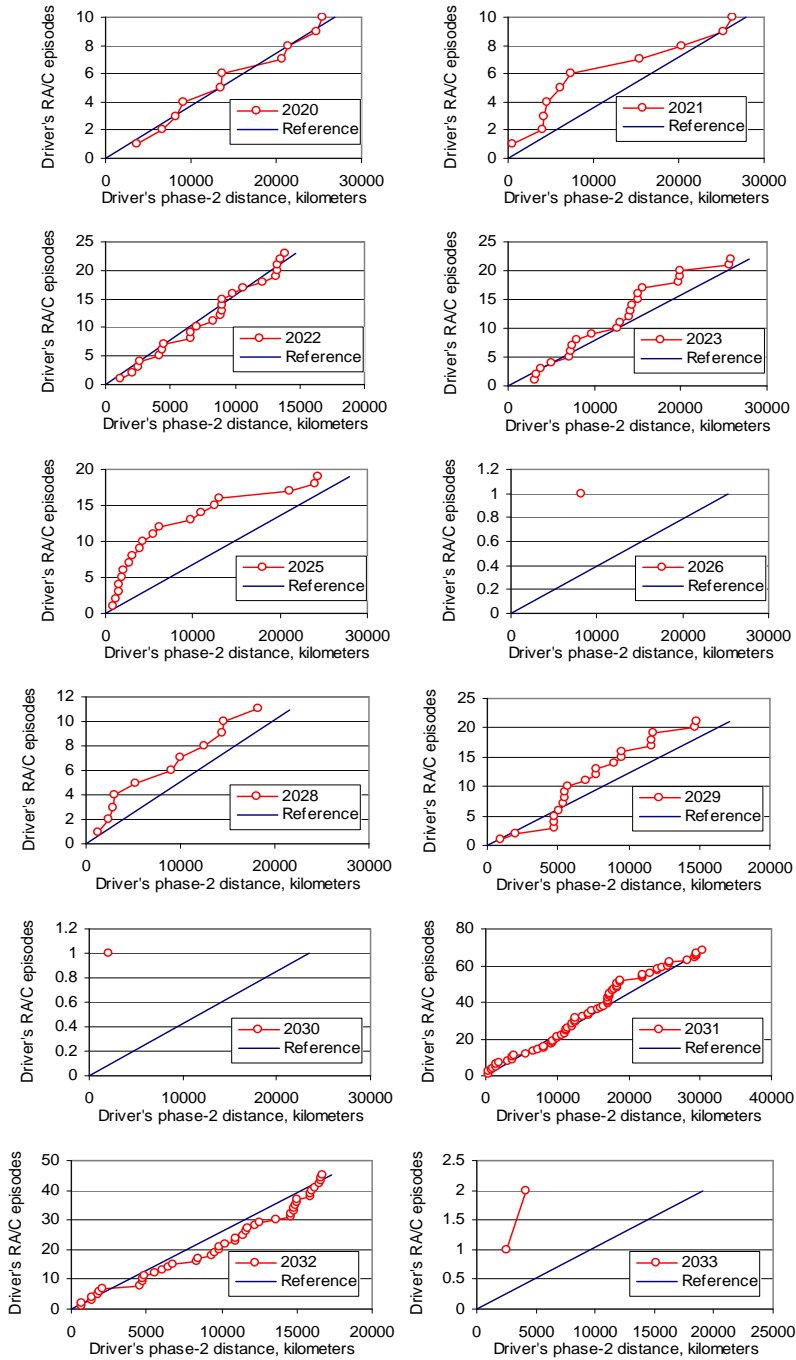 Driver's RA/C episodes
10
8
6
4
2
0
2020
Reference
0 10000 20000 30000
Driver's phase-2 distance, kilometers
Driver's RA/C episodes
10
8
6
4
2
0
2021
Reference
0 10000 20000 30000
Driver's phase-2 distance, kilometers
Driver's RA/C episodes
25
20
15
10
5
0
2022
Reference
0 5000 10000 15000 20000
Driver's phase-2 distance, kilometers
Driver's RA/C episodes
25
20
15
10
5
0
2023
Reference
0 10000 20000 30000
Driver's phase-2 distance, kilometers
Driver's RA/C episodes
20
15
10
5
0
2025
Reference
0 10000 20000 30000
Driver's phase-2 distance, kilometers
Driver's RA/C episodes
1.2
1
0.8
0.6
0.4
0.2
0
2026
Reference
0 10000 20000 30000
Driver's phase-2 distance, kilometers
Driver's RA/C episodes
12
10
8
6
4
2
0
2028
Reference
0 10000 20000 30000
Driver's phase-2 distance, kilometers
Driver's RA/C episodes
25
20
15
10
5
0
2029
Reference
0 5000 10000 15000 20000
Driver's phase-2 distance, kilometers
Driver's RA/C episodes
1.2
1
0.8
0.6
0.4
0.2
0
2030
Reference
0 10000 20000 30000
Driver's phase-2 distance, kilometers
Driver's RA/C episodes
80
60
40
20
0
2031
Reference
0 10000 20000 30000 40000
Driver's phase-2 distance, kilometers
Driver's RA/C episodes
50
40
30
20
10
0
2032
Reference
0 5000 10000 15000 20000
Driver's phase-2 distance, kilometers
Driver's RA/C episodes
2.5
2
1.5
1
0.5
0
2033
Reference
0 5000 10000 15000 20000 25000
Driver's phase-2 distance, kilometers